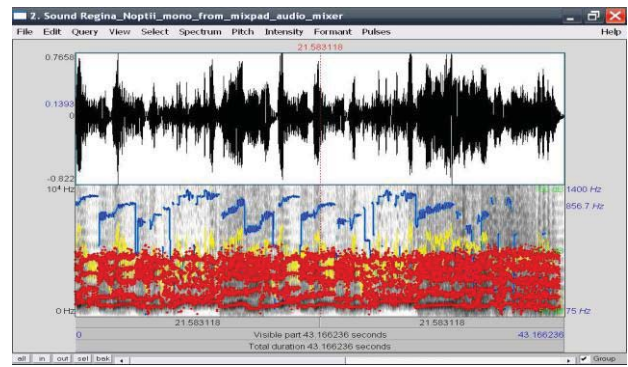 2. Sound Regina_Noptii_mono_from_mixpad_audio_mixer
File Edit Query View Select Spectrum Pitch Intensity Formant Pulses Help
21.583118
0.7658
0.1393
0
-0.822
10⁴ Hz
1400 Hz
856.7 Hz
0 Hz
75 Hz
21.583118 21.583118
0 Visible part 43.166236 seconds 43.166236
Total duration 43.166236 seconds
all in out sel bak Group